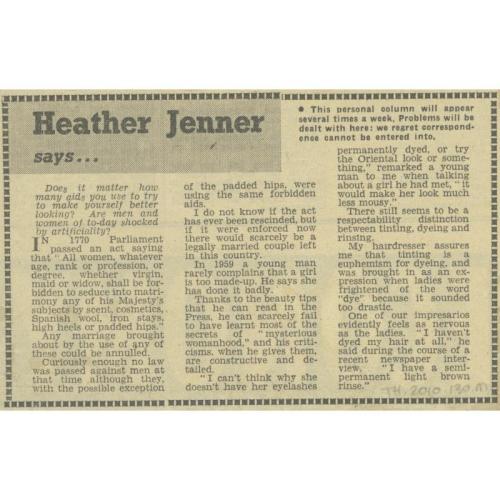 Heather Jenner
says...
• This personal column will appear
several times a week. Problems will be
dealt with here: we regret correspond-
ence cannot be entered into.
Does it matter how
many aids you use to try
to make yourself better
looking? Are men and
women of to-day shocked
by artificiality?
IN 1770 Parliament
passed an act saying
that "All women, whatever
age, rank or profession, or
degree, whether virgin,
maid or widow, shall be for-
bidden to seduce into matri-
mony any of his Majesty's
subjects by scent, cosmetics,
Spanish wool, iron stays,
high heels or padded hips."
Any marriage brought
about by the use of any of
these could be annulled.
Curiously enough no law
was passed against men at
that time although they,
with the possible exception
of the padded hips, were
using the same forbidden
aids.
I do not know if the act
has ever been rescinded, but
if it were enforced now
there would scarcely be a
legally married couple left
in this country.
In 1959 a young man
rarely complains that a girl
is too made-up. He says she
has done it badly.
Thanks to the beauty tips
that he can read in the
Press, he can scarcely fail
to have learnt most of the
secrets of "mysterious
womanhood," and his criti-
cisms, when he gives them,
are constructive and de-
tailed.
"I can't think why she
doesn't have her eyelashes
permanently dyed, or try
the Oriental look or some-
thing," remarked a young
man to me when talking
about a girl he had met, "it
would make her look much
less mousy."
There still seems to be a
respectability distinction
between tinting, dyeing and
rinsing.
My hairdresser assures
me that tinting is a
euphemism for dyeing, and
was brought in as an ex-
pression when ladies were
frightened of the word
"dye" because it sounded
too drastic.
One of our impresarios
evidently feels as nervous
as the ladies. "I haven't
dyed my hair at all," he
said during the course of a
recent newspaper inter-
view, "I have a semi-
permanent light brown
rinse."
TH.2010.130.M